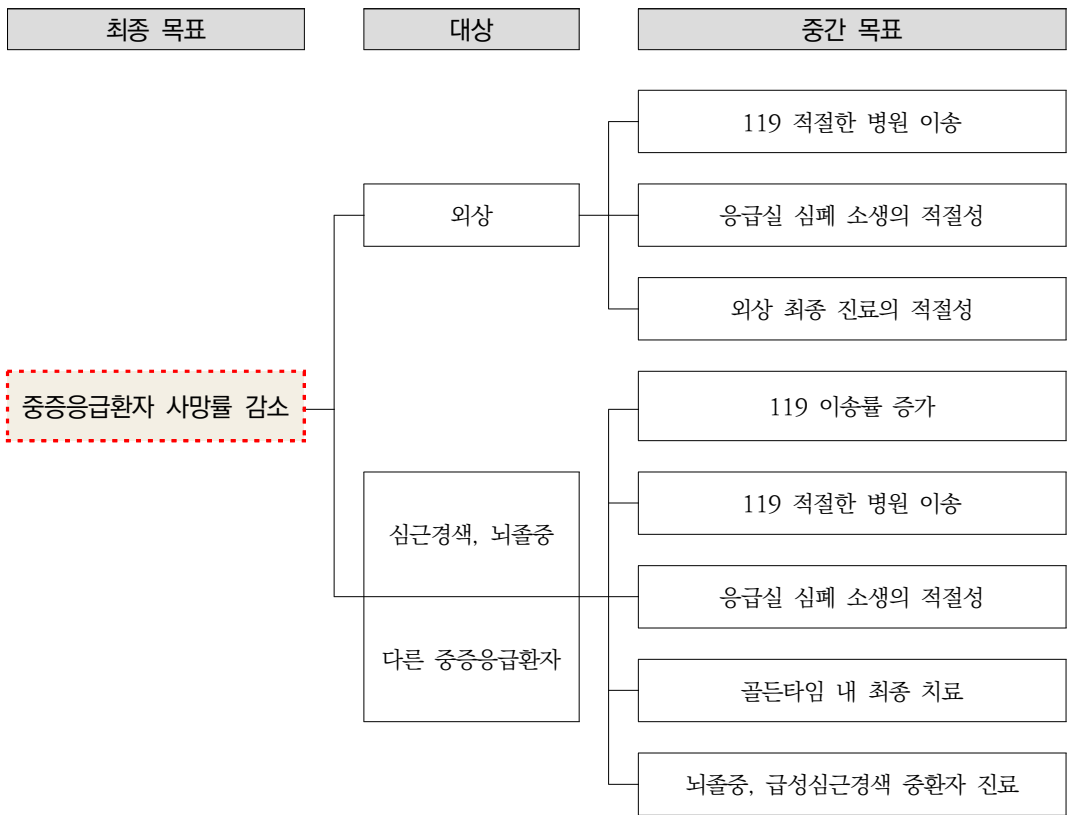 최종 목표
대상
중간 목표
119 적절한 병원 이송
외상
응급실 심폐 소생의 적절성
외상 최종 진료의 적절성
중증응급환자 사망률 감소
119 이송률 증가
심근경색, 뇌졸중
119 적절한 병원 이송
응급실 심폐 소생의 적절성
다른 중증응급환자
골든타임 내 최종 치료
뇌졸중, 급성심근경색 중환자 진료